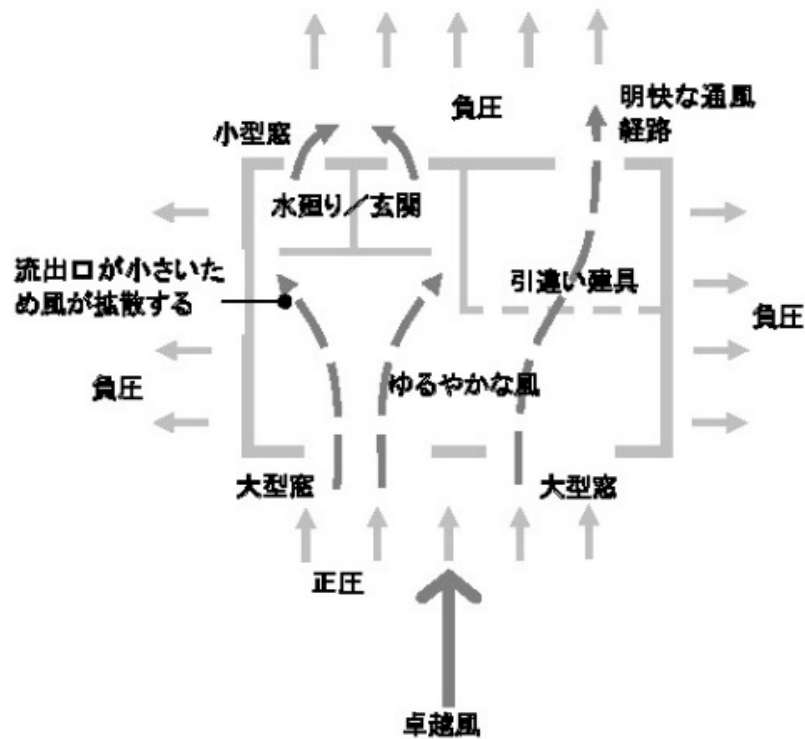 負圧
明快な通風
経路
小型窓
水廻り／玄関
流出口が小さいた
め風が拡散する
引違い建具
負圧
負圧
ゆるやかな風
大型窓
大型窓
正圧
卓越風